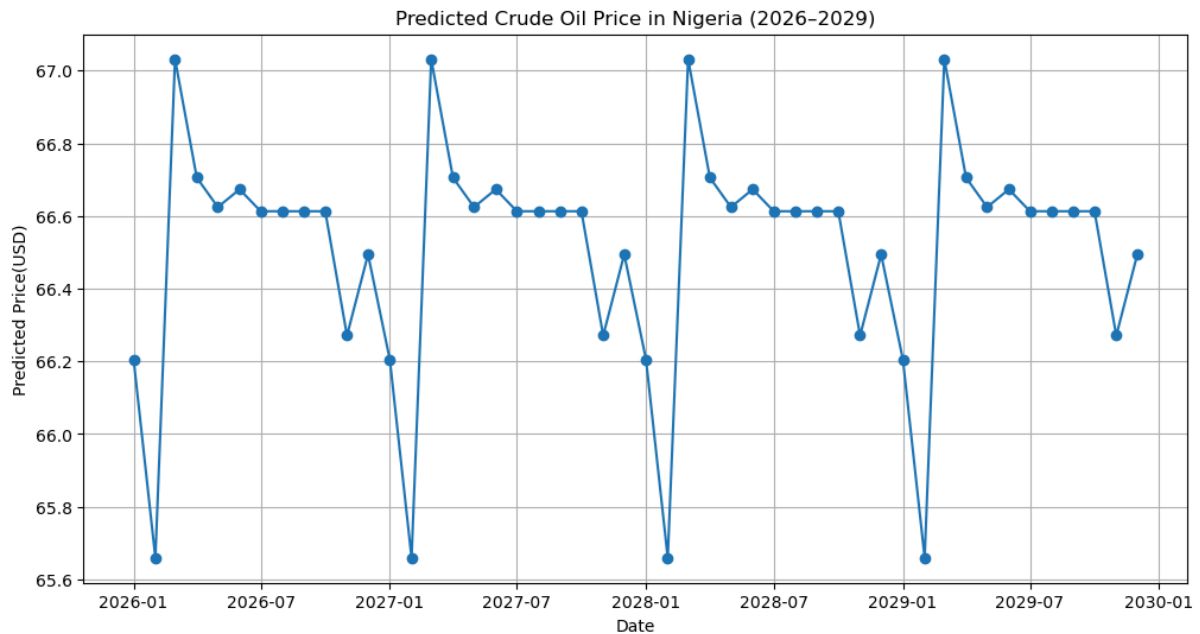 Predicted Crude Oil Price in Nigeria (2026–2029)
Predicted Price(USD)
67.0
66.8
66.6
66.4
66.2
66.0
65.8
65.6
2026-01 2026-07 2027-01 2027-07 2028-01 2028-07 2029-01 2029-07 2030-01
Date